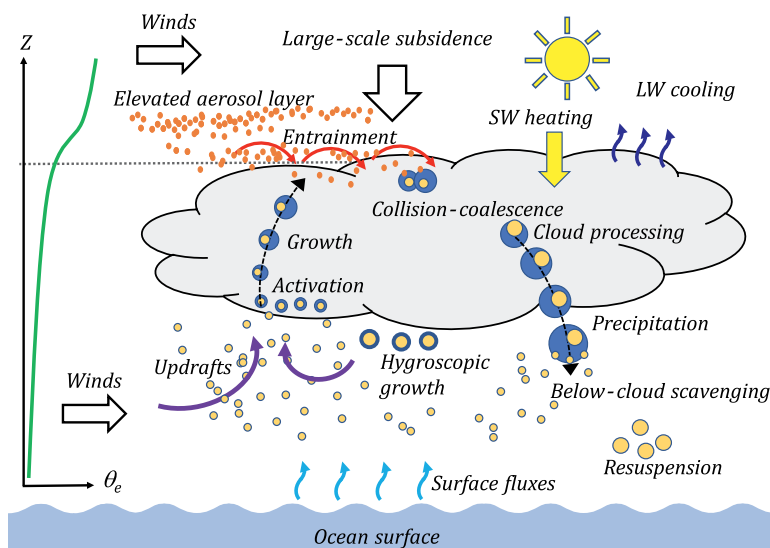 Winds
Z
Large-scale subsidence
Elevated aerosol layer
LW cooling
SW heating
Entrainment
Collision-coalescence
Cloud processing
Growth
Activation
Precipitation
Updrafts
Hygroscopic
growth
Winds
Below-cloud scavenging
Resuspension
θe
Surface fluxes
Ocean surface